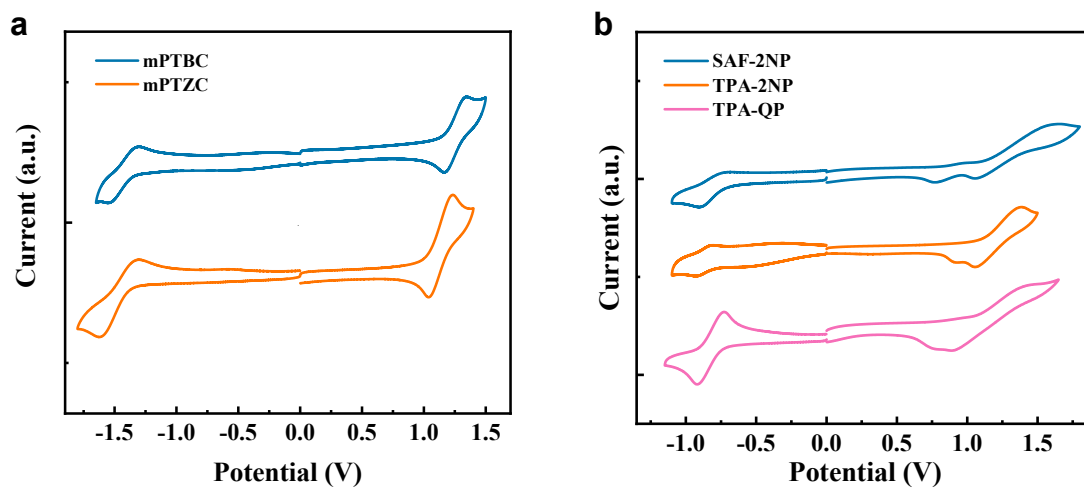 a
mPTBC
mPTZC
Current (a.u.)
-1.5 -1.0 -0.5 0.0 0.5 1.0 1.5
Potential (V)
b
SAF-2NP
TPA-2NP
TPA-QP
Current (a.u.)
-1.0 -0.5 0.0 0.5 1.0 1.5
Potential (V)